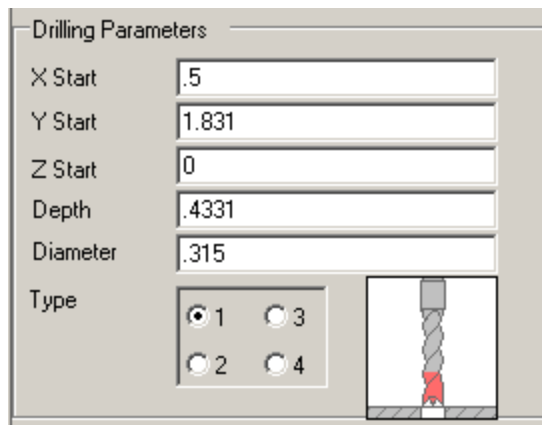 Drilling Parameters
X Start .5
Y Start 1.831
Z Start 0
Depth .4331
Diameter .315
Type
1 3
2 4